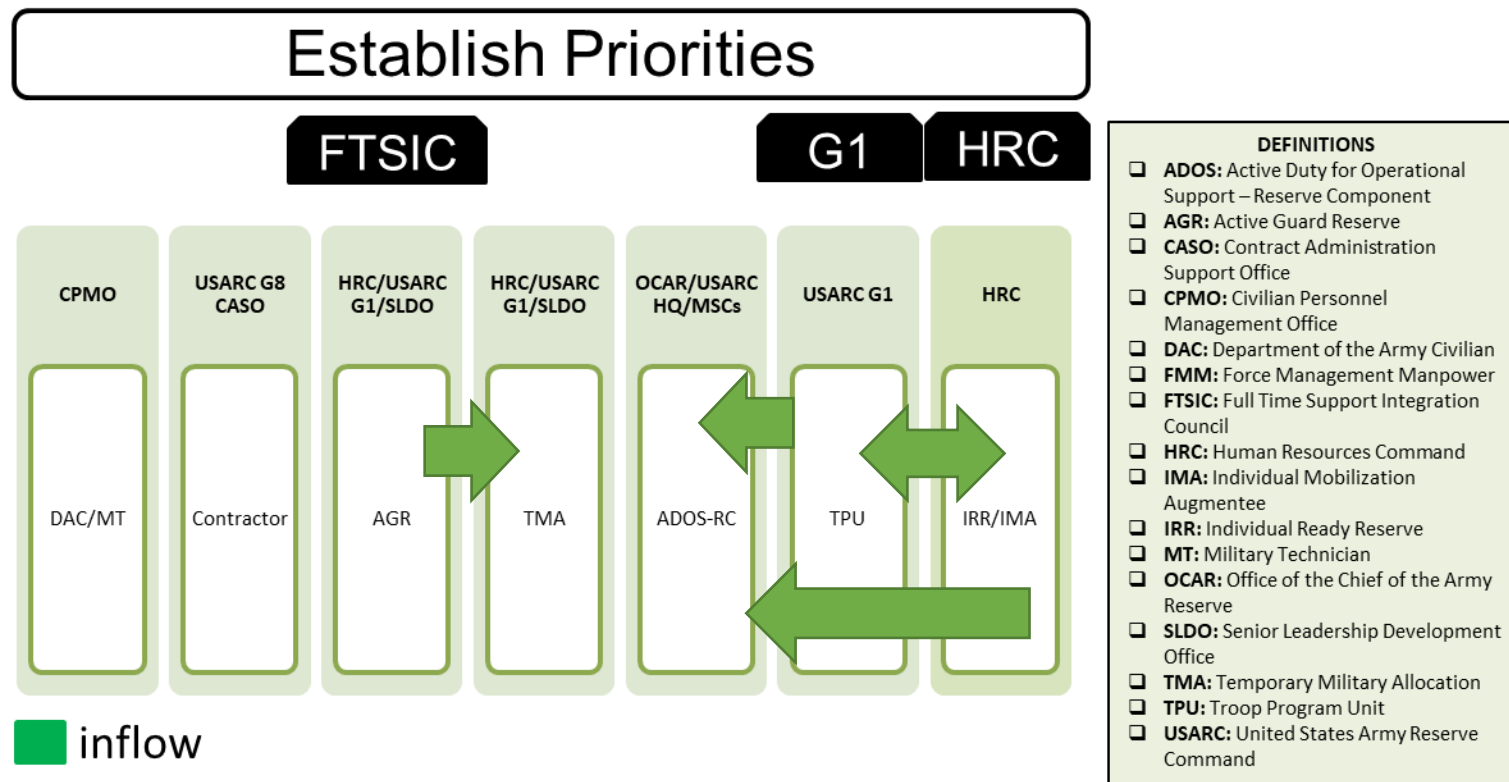 Establish Priorities
FTSIC
G1
HRC
CPMO
USARC G8
CASO
HRC/USARC
G1/SLDO
HRC/USARC
G1/SLDO
OCAR/USARC
HQ/MSCs
USARC G1
HRC
DAC/MT
Contractor
AGR
TMA
ADOS-RC
TPU
IRR/IMA
inflow
DEFINITIONS
ADOS: Active Duty for Operational
Support – Reserve Component
AGR: Active Guard Reserve
CASO: Contract Administration
Support Office
CPMO: Civilian Personnel
Management Office
DAC: Department of the Army Civilian
FMM: Force Management Manpower
FTSIC: Full Time Support Integration
Council
HRC: Human Resources Command
IMA: Individual Mobilization
Augmentee
IRR: Individual Ready Reserve
MT: Military Technician
OCAR: Office of the Chief of the Army
Reserve
SLDO: Senior Leadership Development
Office
TMA: Temporary Military Allocation
TPU: Troop Program Unit
USARC: United States Army Reserve
Command